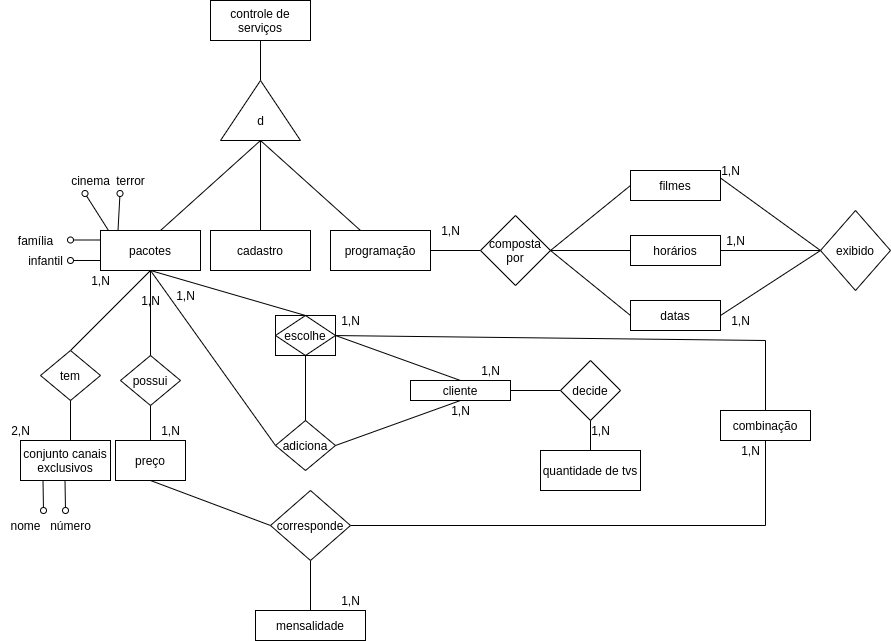 controle de
serviços
d
cinema
terror
família
infantil
pacotes
cadastro
programação
1,N
composta
por
filmes
1,N
horários
1,N
datas
1,N
exibido
1,N
1,N
1,N
escolhe
1,N
tem
possui
cliente
1,N
1,N
decide
1,N
quantidade de tvs
combinação
1,N
adiciona
2,N
conjunto canais
exclusivos
1,N
preço
nome
número
corresponde
1,N
mensalidade